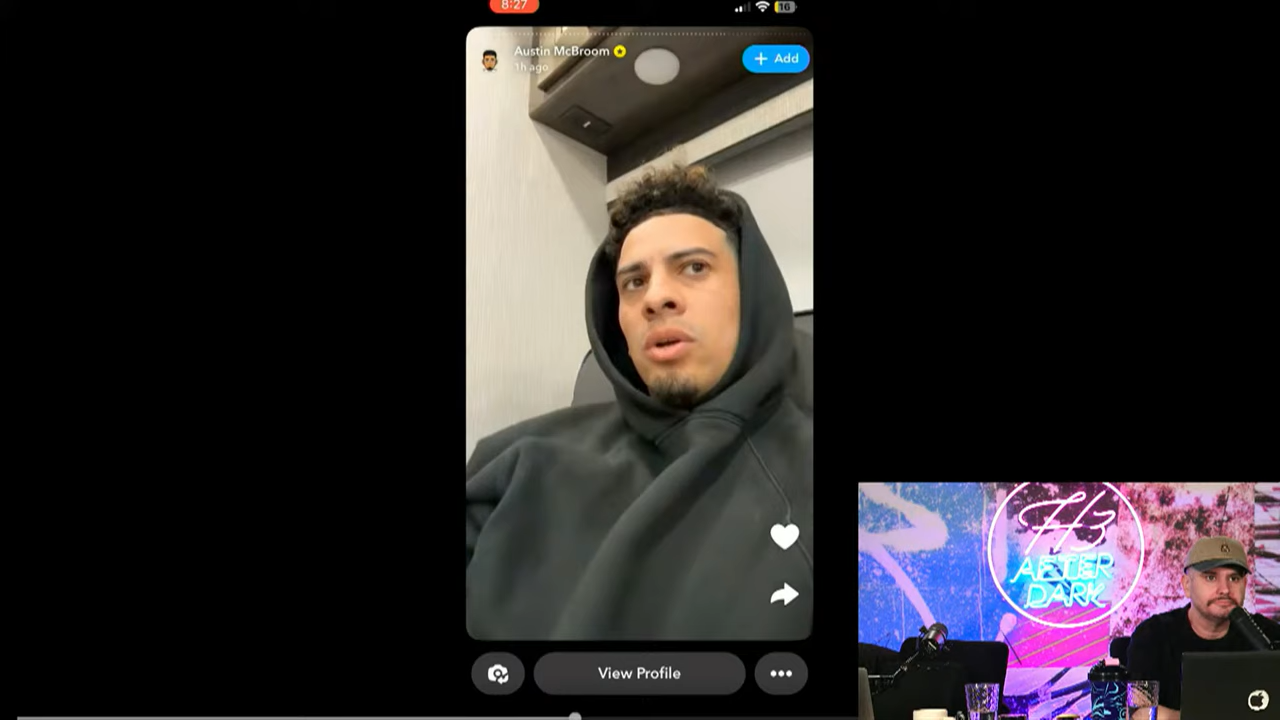 8:27
16
Austin McBroom
1h ago
+ Add
View Profile
H3
AFTER
DARK